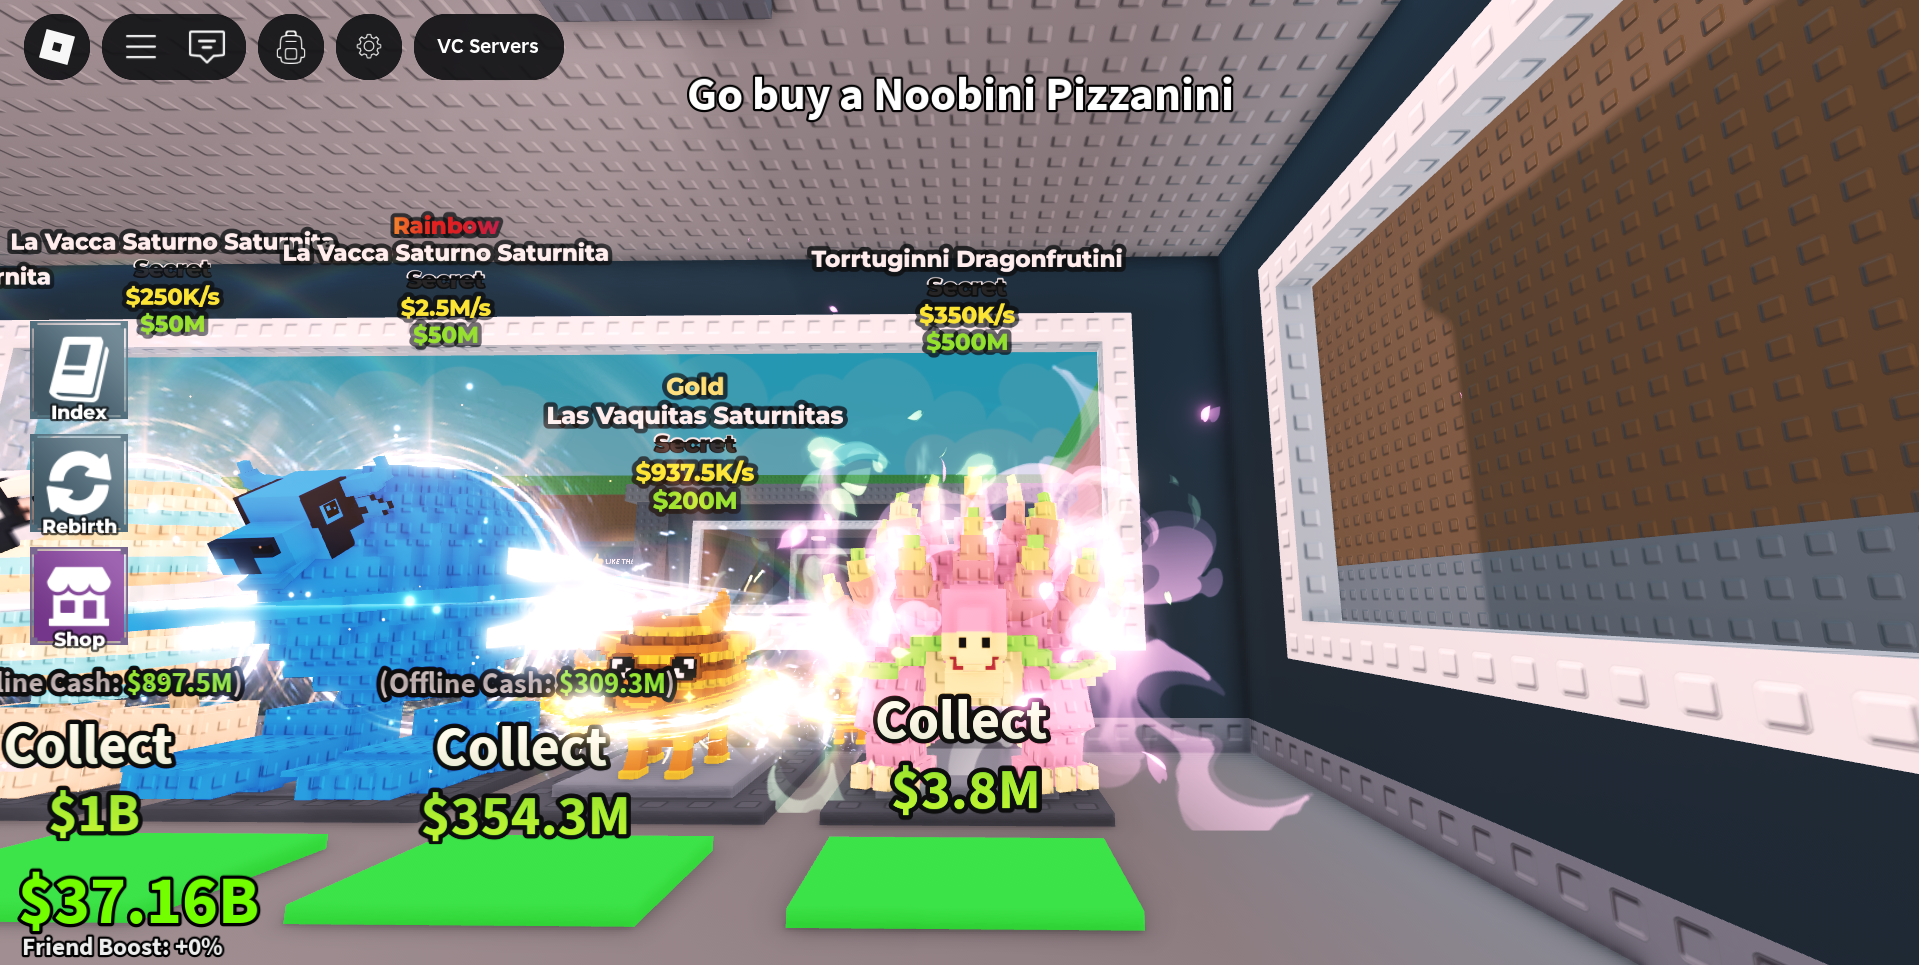 VC Servers
Go buy a Noobini Pizzanini
La Vacca Saturno Saturnita
Secret
$250K/s
$50M
rnita
Rainbow
La Vacca Saturno Saturnita
Secret
$2.5M/s
$50M
Torrtuginni Dragonfrutini
Secret
$350K/s
$500M
Gold
Las Vaquitas Saturnitas
Secret
$937.5K/s
$200M
Index
Rebirth
Shop
LIKE THI
line Cash: $897.5M)
Collect
$1B
(Offline Cash: $309.3M)
Collect
$354.3M
Collect
$3.8M
$37.16B
Friend Boost: +0%